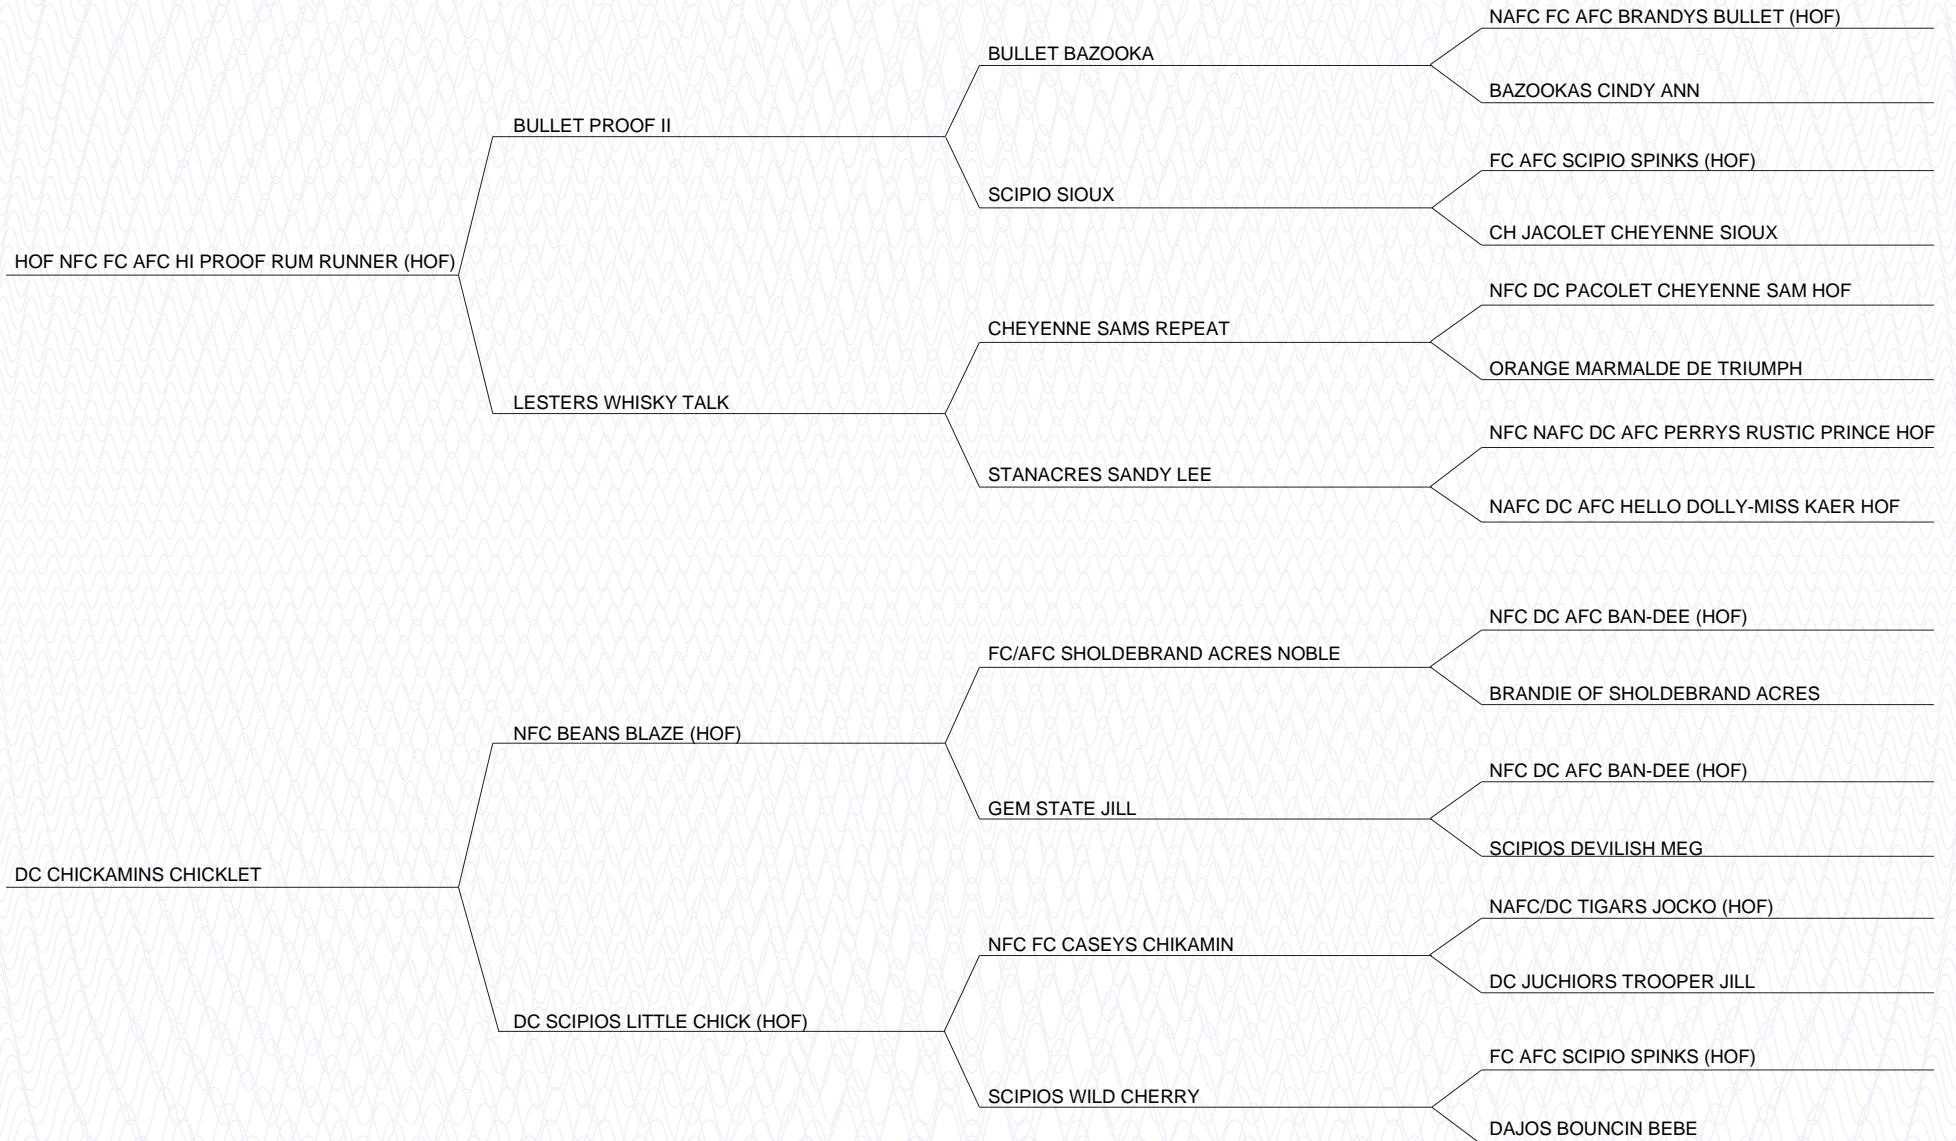 NAFC FC AFC BRANDYS BULLET (HOF)
BULLET BAZOOKA
BAZOOKAS CINDY ANN
BULLET PROOF II
FC AFC SCIPIO SPINKS (HOF)
SCIPIO SIOUX
CH JACOLET CHEYENNE SIOUX
HOF NFC FC AFC HI PROOF RUM RUNNER (HOF)
NFC DC PACOLET CHEYENNE SAM HOF
CHEYENNE SAMS REPEAT
ORANGE MARMALDE DE TRIUMPH
LESTERS WHISKY TALK
NFC NAFC DC AFC PERRYS RUSTIC PRINCE HOF
STANACRES SANDY LEE
NAFC DC AFC HELLO DOLLY-MISS KAER HOF
NFC DC AFC BAN-DEE (HOF)
FC/AFC SHOLDEBRAND ACRES NOBLE
BRANDIE OF SHOLDEBRAND ACRES
NFC BEANS BLAZE (HOF)
NFC DC AFC BAN-DEE (HOF)
GEM STATE JILL
SCIPIOS DEVILISH MEG
DC CHICKAMINS CHICKLET
NAFC/DC TIGARS JOCKO (HOF)
NFC FC CASEYS CHIKAMIN
DC JUCHIORS TROOPER JILL
DC SCIPIOS LITTLE CHICK (HOF)
FC AFC SCIPIO SPINKS (HOF)
SCIPIOS WILD CHERRY
DAJOS BOUNCIN BEBE